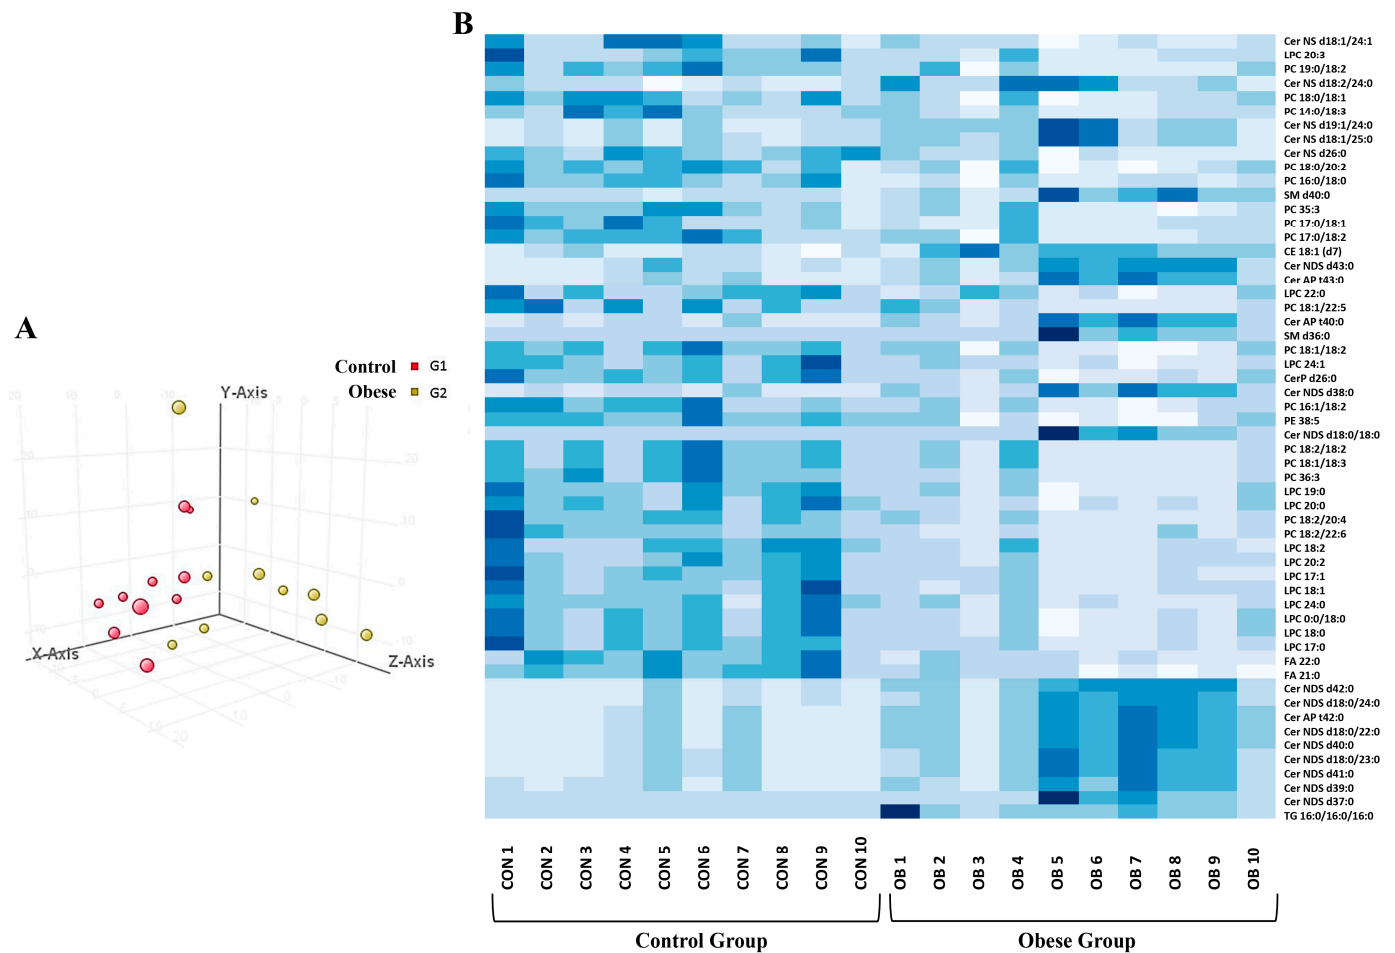 B
A
Control G1
Obese G2
Y-Axis
X-Axis
Z-Axis
Cer NS d18:1/24:1
LPC 20:3
PC 19:0/18:2
Cer NS d18:2/24:0
PC 18:0/18:1
PC 14:0/18:3
Cer NS d19:1/24:0
Cer NS d18:1/25:0
Cer NS d26:0
PC 18:0/20:2
PC 16:0/18:0
SM d40:0
PC 35:3
PC 17:0/18:1
PC 17:0/18:2
CE 18:1 (d7)
Cer NDS d43:0
Cer AP t43:0
LPC 22:0
PC 18:1/22:5
Cer AP t40:0
SM d36:0
PC 18:1/18:2
LPC 24:1
CerP d26:0
Cer NDS d38:0
PC 16:1/18:2
PE 38:5
Cer NDS d18:0/18:0
PC 18:2/18:2
PC 18:1/18:3
PC 36:3
LPC 19:0
LPC 20:0
PC 18:2/20:4
PC 18:2/22:6
LPC 18:2
LPC 20:2
LPC 17:1
LPC 18:1
LPC 24:0
LPC 0:0/18:0
LPC 18:0
LPC 17:0
FA 22:0
FA 21:0
Cer NDS d42:0
Cer NDS d18:0/24:0
Cer AP t42:0
Cer NDS d18:0/22:0
Cer NDS d40:0
Cer NDS d18:0/23:0
Cer NDS d41:0
Cer NDS d39:0
Cer NDS d37:0
TG 16:0/16:0/16:0
CON 1 CON 2 CON 3 CON 4 CON 5 CON 6 CON 7 CON 8 CON 9 CON 10 OB 1 OB 2 OB 3 OB 4 OB 5 OB 6 OB 7 OB 8 OB 9 OB 10
Control Group Obese Group